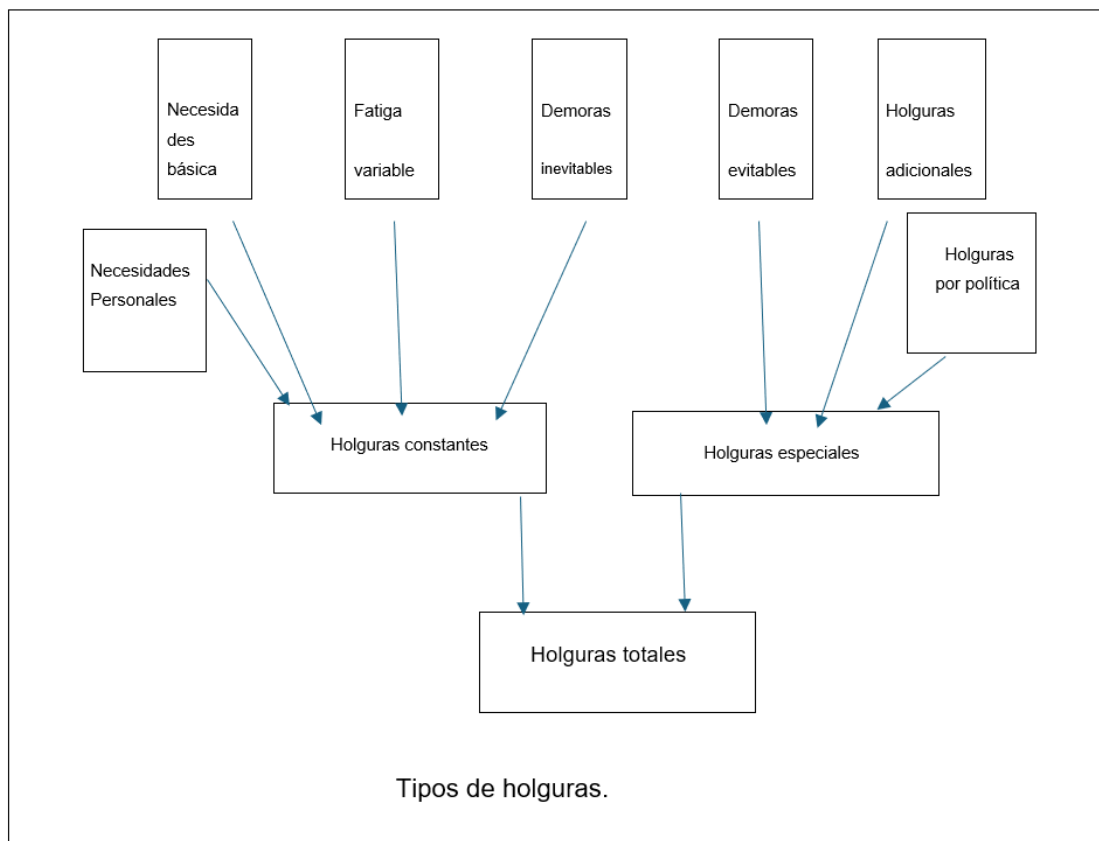 Necesida
des
básica
Fatiga
variable
Demoras
inevitables
Demoras
evitables
Holguras
adicionales
Necesidades
Personales
Holguras
por política
Holguras constantes
Holguras especiales
Holguras totales
Tipos de holguras.